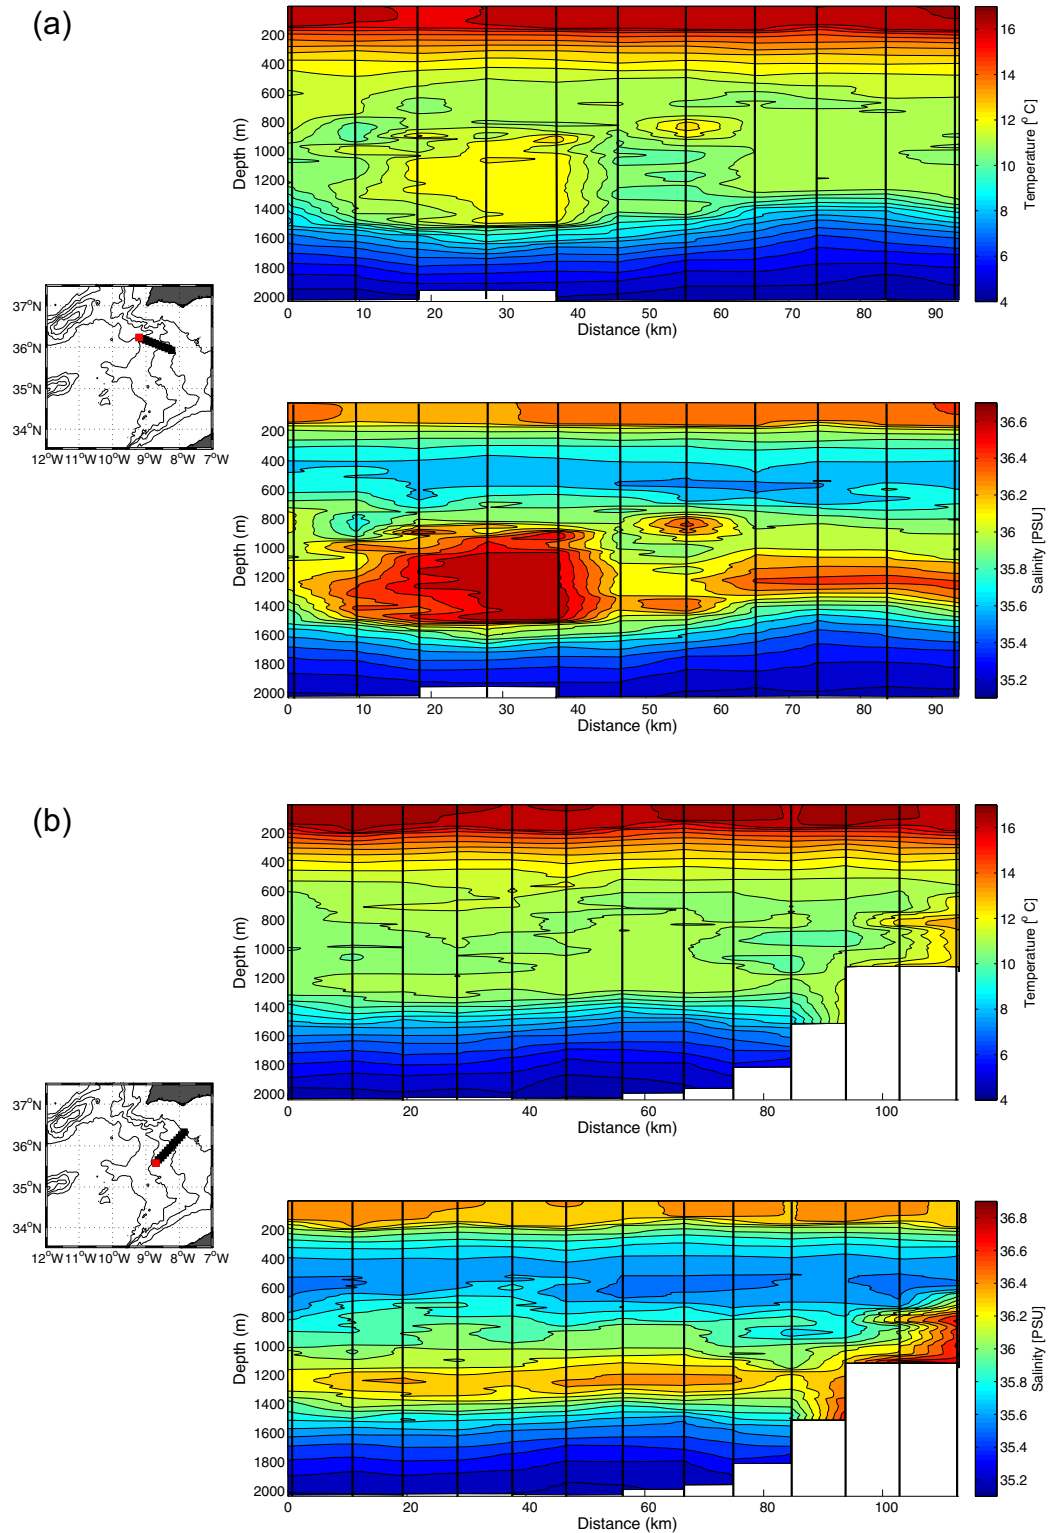 (a)
200
400
600
800
1000
1200
1400
1600
1800
2000
Depth (m)
0 10 20 30 40 50 60 70 80 90
Distance (km)
16
14
12
10
8
6
4
Temperature [° C]
37°N
36°N
35°N
34°N
12°W 11°W 10°W 9°W 8°W 7°W
200
400
600
800
1000
1200
1400
1600
1800
2000
Depth (m)
0 10 20 30 40 50 60 70 80 90
Distance (km)
36.6
36.4
36.2
36
35.8
35.6
35.4
35.2
Salinity [PSU]
(b)
200
400
600
800
1000
1200
1400
1600
1800
2000
Depth (m)
0 20 40 60 80 100
Distance (km)
16
14
12
10
8
6
4
Temperature [° C]
37°N
36°N
35°N
34°N
12°W 11°W 10°W 9°W 8°W 7°W
200
400
600
800
1000
1200
1400
1600
1800
2000
Depth (m)
0 20 40 60 80 100
Distance (km)
36.8
36.6
36.4
36.2
36
35.8
35.6
35.4
35.2
Salinity [PSU]